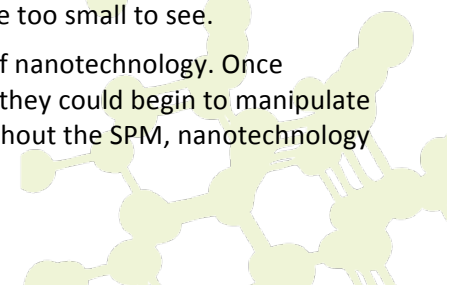 too small to see.
f nanotechnology. Once
they could begin to manipulate
hout the SPM, nanotechnology